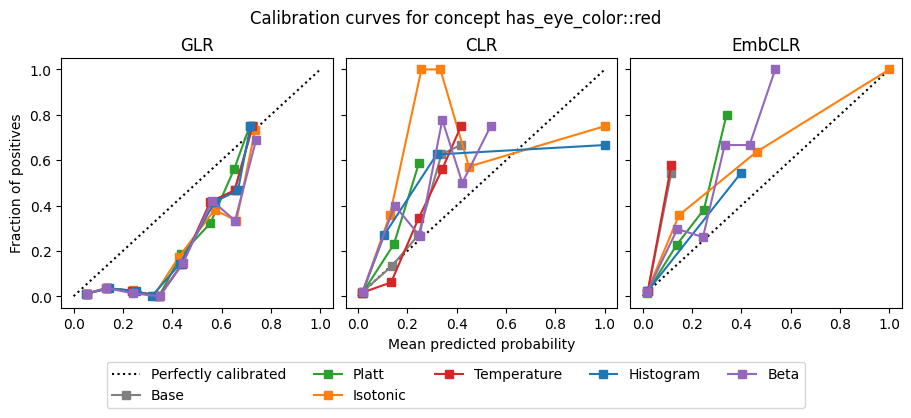 Calibration curves for concept has_eye_color::red
GLR
CLR
EmbCLR
Fraction of positives
1.0
0.8
0.6
0.4
0.2
0.0
0.0 0.2 0.4 0.6 0.8 1.0
0.0 0.2 0.4 0.6 0.8 1.0
0.0 0.2 0.4 0.6 0.8 1.0
Mean predicted probability
Perfectly calibrated
Base
Platt
Isotonic
Temperature
Histogram
Beta